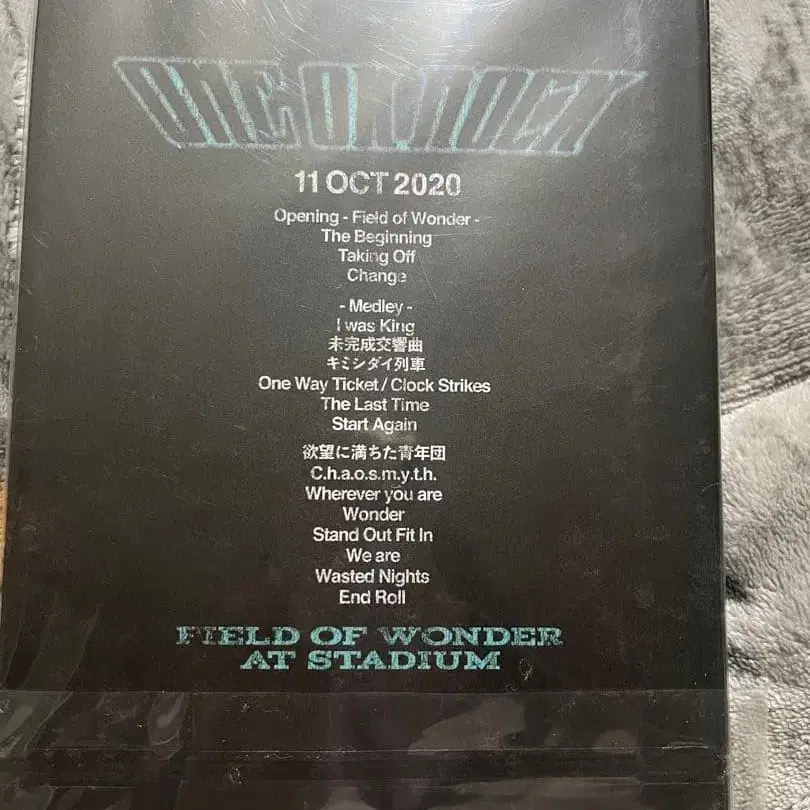 ONE OK ROCK
11 OCT 2020
Opening - Field of Wonder -
The Beginning
Taking Off
Change
- Medley -
I was King
未完成交響曲
キミシダイ列車
One Way Ticket / Clock Strikes
The Last Time
Start Again
欲望に満ちた青年団
C.h.a.o.s.m.y.t.h.
Wherever you are
Wonder
Stand Out Fit In
We are
Wasted Nights
End Roll
FIELD OF WONDER
AT STADIUM